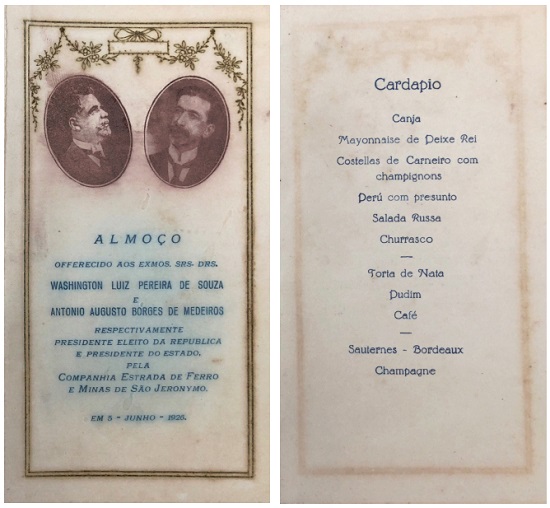 ALMOÇO
OFFERECIDO AOS EXMOS. SRS. DRS.
WASHINGTON LUIZ PEREIRA DE SOUZA
E
ANTONIO AUGUSTO BORGES DE MEDEIROS
RESPECTIVAMENTE
PRESIDENTE ELEITO DA REPUBLICA
E PRESIDENTE DO ESTADO,
PELA
COMPANHIA ESTRADA DE FERRO
E MINAS DE SÃO JERONYMO.
EM 5 - JUNHO - 1926.
Cardapio
Canja
Mayonnaise de Peixe Rei
Costellas de Carneiro com
champignons
Perú com presunto
Salada Russa
Churrasco
Torta de Nata
Pudim
Café
Sauternes - Bordeaux
Champagne